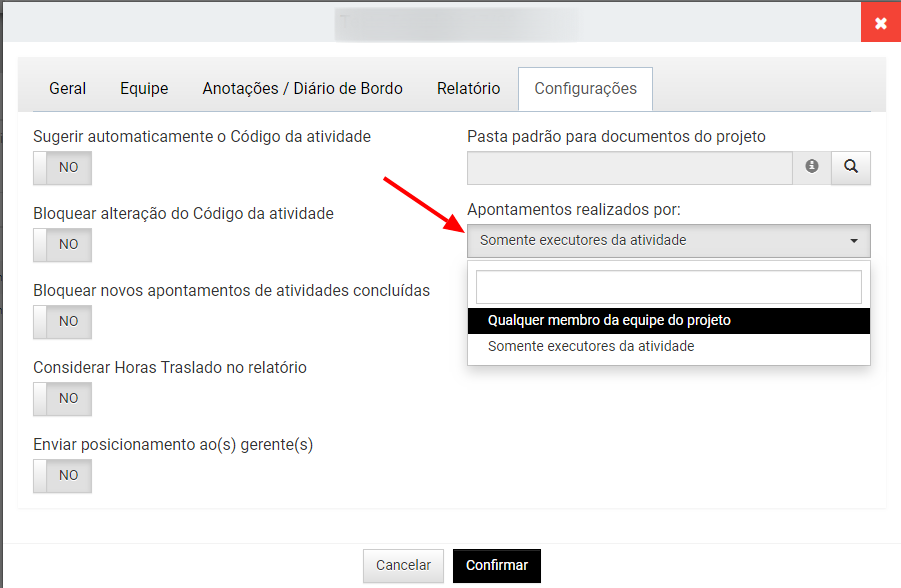 Geral Equipe Anotações / Diário de Bordo Relatório Configurações
Sugerir automaticamente o Código da atividade
NO
Bloquear alteração do Código da atividade
NO
Bloquear novos apontamentos de atividades concluídas
NO
Considerar Horas Traslado no relatório
NO
Enviar posicionamento ao(s) gerente(s)
NO
Pasta padrão para documentos do projeto
Apontamentos realizados por:
Somente executores da atividade
Qualquer membro da equipe do projeto
Somente executores da atividade
Cancelar Confirmar